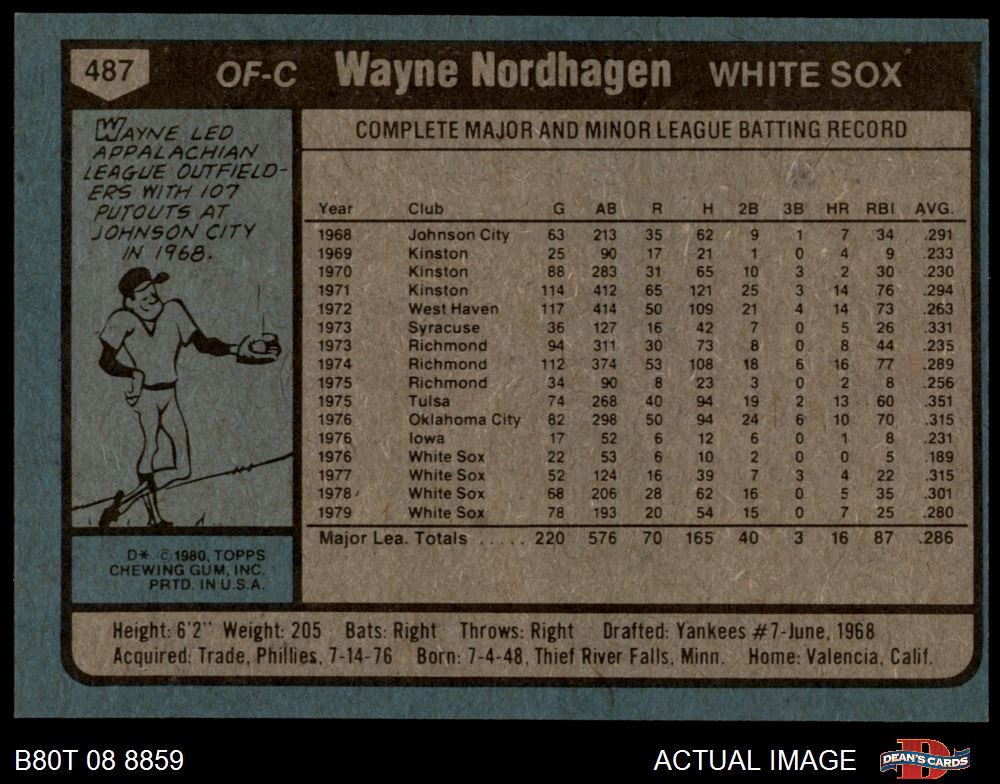 487 OF-C Wayne Nordhagen WHITE SOX
WAYNE LED
APPALACHIAN
LEAGUE OUTFIELD-
ERS WITH 107
PUTOUTS AT
JOHNSON CITY
IN 1968.
COMPLETE MAJOR AND MINOR LEAGUE BATTING RECORD
Year Club G AB R H 2B 3B HR RBI AVG.
1968 Johnson City 63 213 35 62 9 1 7 34 .291
1969 Kinston 25 90 17 21 1 0 4 9 .233
1970 Kinston 88 283 31 65 10 3 2 30 .230
1971 Kinston 114 412 65 121 25 3 14 76 .294
1972 West Haven 117 414 50 109 21 4 14 73 .263
1973 Syracuse 36 127 16 42 7 0 5 26 .331
1973 Richmond 94 311 30 73 8 0 8 44 .235
1974 Richmond 112 374 53 108 18 6 16 77 .289
1975 Richmond 34 90 8 23 3 0 2 8 .256
1975 Tulsa 74 268 40 94 19 2 13 60 .351
1976 Oklahoma City 82 298 50 94 24 6 10 70 .315
1976 Iowa 17 52 6 12 6 0 1 8 .231
1976 White Sox 22 53 6 10 2 0 0 5 .189
1977 White Sox 52 124 16 39 7 3 4 22 .315
1978 White Sox 68 206 28 62 16 0 5 35 .301
1979 White Sox 78 193 20 54 15 0 7 25 .280
Major Lea. Totals ..... 220 576 70 165 40 3 16 87 .286
D* © 1980, TOPPS
CHEWING GUM, INC.
PRTD. IN U.S.A.
Height: 6'2" Weight: 205 Bats: Right Throws: Right Drafted: Yankees #7-June, 1968
Acquired: Trade, Phillies, 7-14-76 Born: 7-4-48, Thief River Falls, Minn. Home: Valencia, Calif.
B80T 08 8859 ACTUAL IMAGE D DEAN'S CARDS